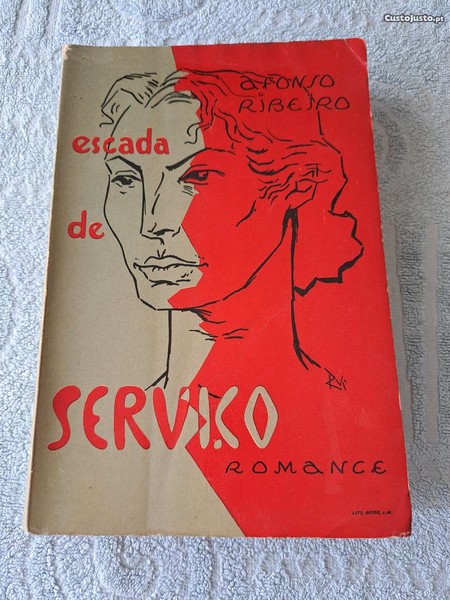 CustoJusto.pt
afonso
RibeiRo
escada
de
SERVIÇO
ROMANCE